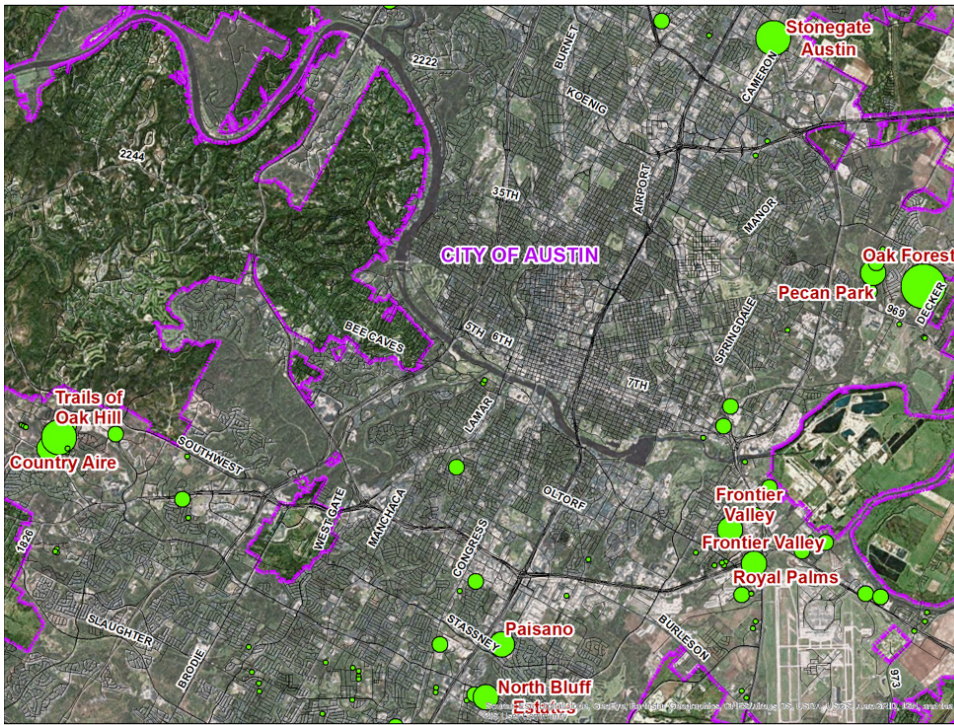 Stonegate
Austin
2222
BURNET
CAMERON
KOENIG
2244
35TH
AIRPORT
MANOR
CITY OF AUSTIN
Oak Forest
Pecan Park
DECKER
969
SPRINGDALE
BEE CAVES
5TH 6TH
7TH
LAMAR
Trails of
Oak Hill
Country Aire
SOUTHWEST
1826
WEST GATE
MANCHACA
OLTORF
Frontier
Valley
Frontier Valley
Royal Palms
CONGRESS
SLAUGHTER
BRODIE
STASSNEY
Paisano
BURLESON
973
North Bluff
Estates